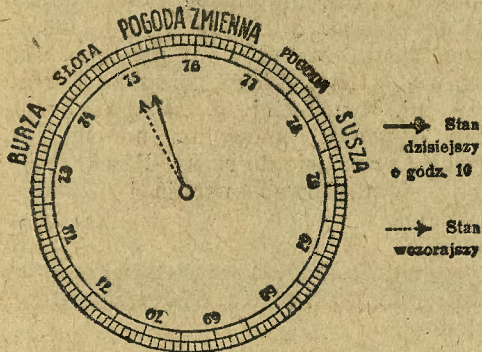 POGODA ZMIENNA
SŁOTA
POGODA
BURZA
SUSZA
75
76
77
74
78
73
72
71
70
69
68
Stan
dzisiejszy
o godz. 10
Stan
wczorajszy